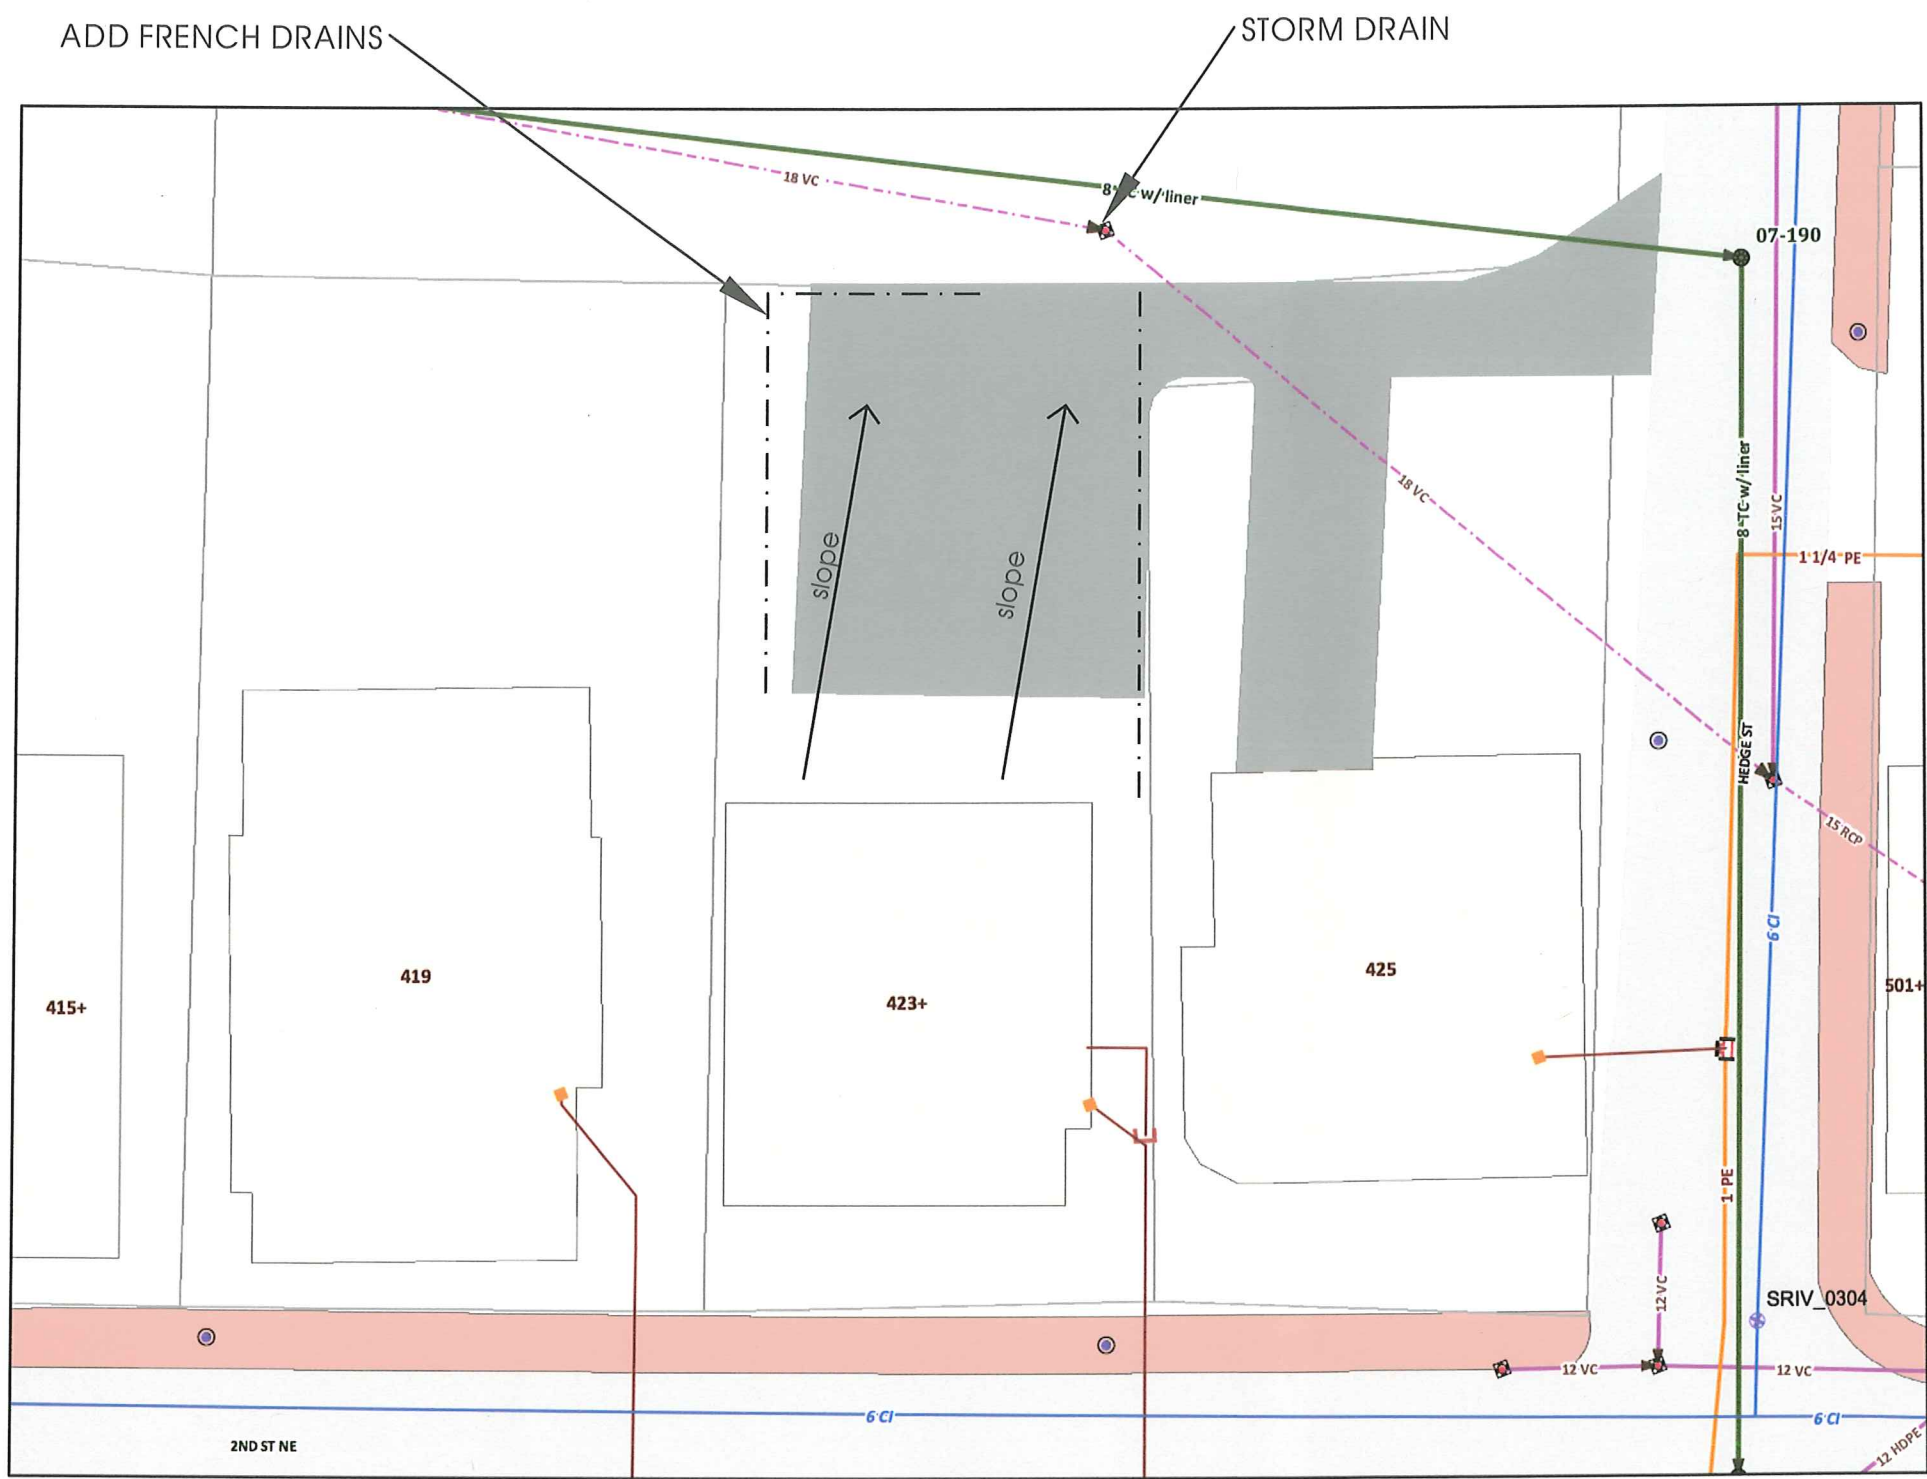 ADD FRENCH DRAINS
STORM DRAIN
18 VC
w/ liner
07-190
18 VC
8 TC w/ liner
15 VC
1 1/4 PE
slope
slope
HEDGE ST
15 RCP
6 CI
419
425
423+
415+
501+
1 PE
12 VC
SRIV_0304
12 VC
12 VC
6 CI
6 CI
2ND ST NE
12 HDPE